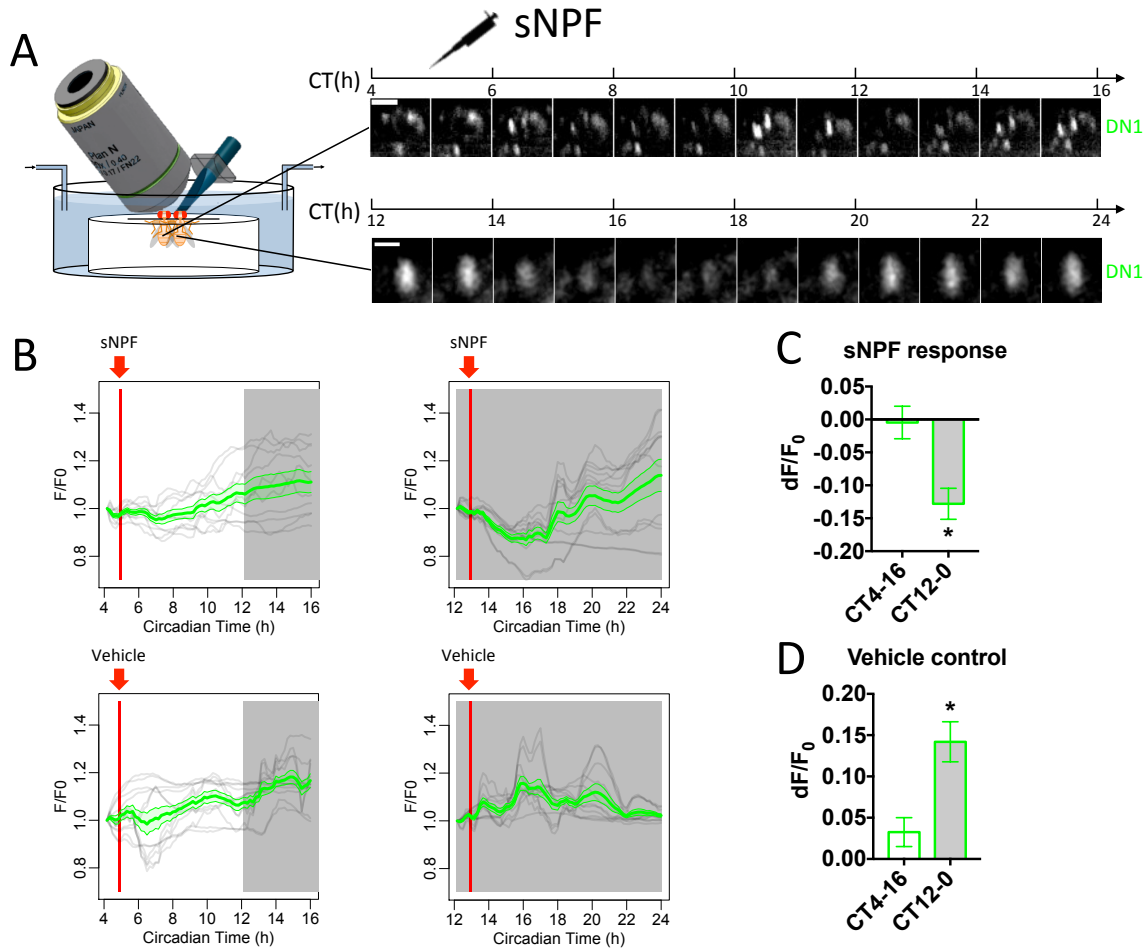 sNPF
A
CT(h)
4 6 8 10 12 14 16
DN1
JAPAN
Plan N
CT(h)
12 14 16 18 20 22 24
DN1
B
sNPF
F/F0
0.8 1.0 1.2 1.4
4 6 8 10 12 14 16
Circadian Time (h)
sNPF
F/F0
0.8 1.0 1.2 1.4
12 14 16 18 20 22 24
Circadian Time (h)
C
sNPF response
dF/F0
0.05
0.00
-0.05
-0.10
-0.15
-0.20
*
CT4-16
CT12-0
Vehicle
F/F0
0.8 1.0 1.2 1.4
4 6 8 10 12 14 16
Circadian Time (h)
Vehicle
F/F0
0.8 1.0 1.2 1.4
12 14 16 18 20 22 24
Circadian Time (h)
D
Vehicle control
dF/F0
0.20
0.15
0.10
0.05
0.00
*
CT4-16
CT12-0